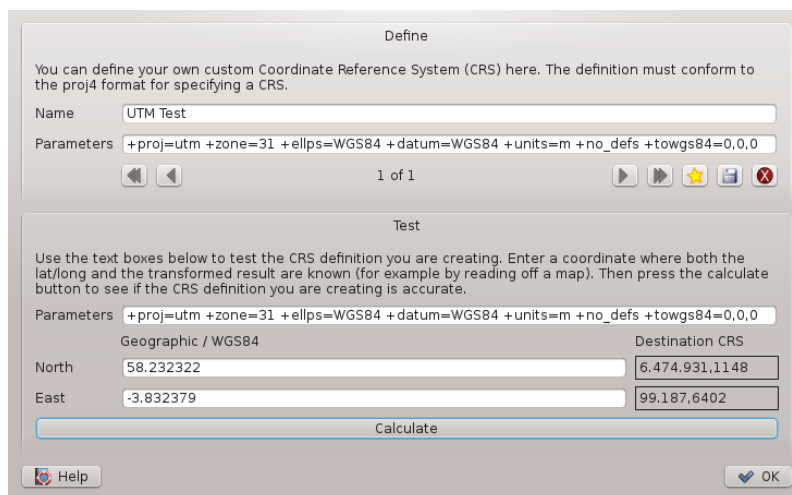 Define
You can define your own custom Coordinate Reference System (CRS) here. The definition must conform to
the proj4 format for specifying a CRS.
Name UTM Test
Parameters +proj=utm +zone=31 +ellps=WGS84 +datum=WGS84 +units=m +no_defs +towgs84=0,0,0
1 of 1
Test
Use the text boxes below to test the CRS definition you are creating. Enter a coordinate where both the
lat/long and the transformed result are known (for example by reading off a map). Then press the calculate
button to see if the CRS definition you are creating is accurate.
Parameters +proj=utm +zone=31 +ellps=WGS84 +datum=WGS84 +units=m +no_defs +towgs84=0,0,0
Geographic / WGS84 Destination CRS
North 58.232322 6.474.931,1148
East -3.832379 99.187,6402
Calculate
Help OK